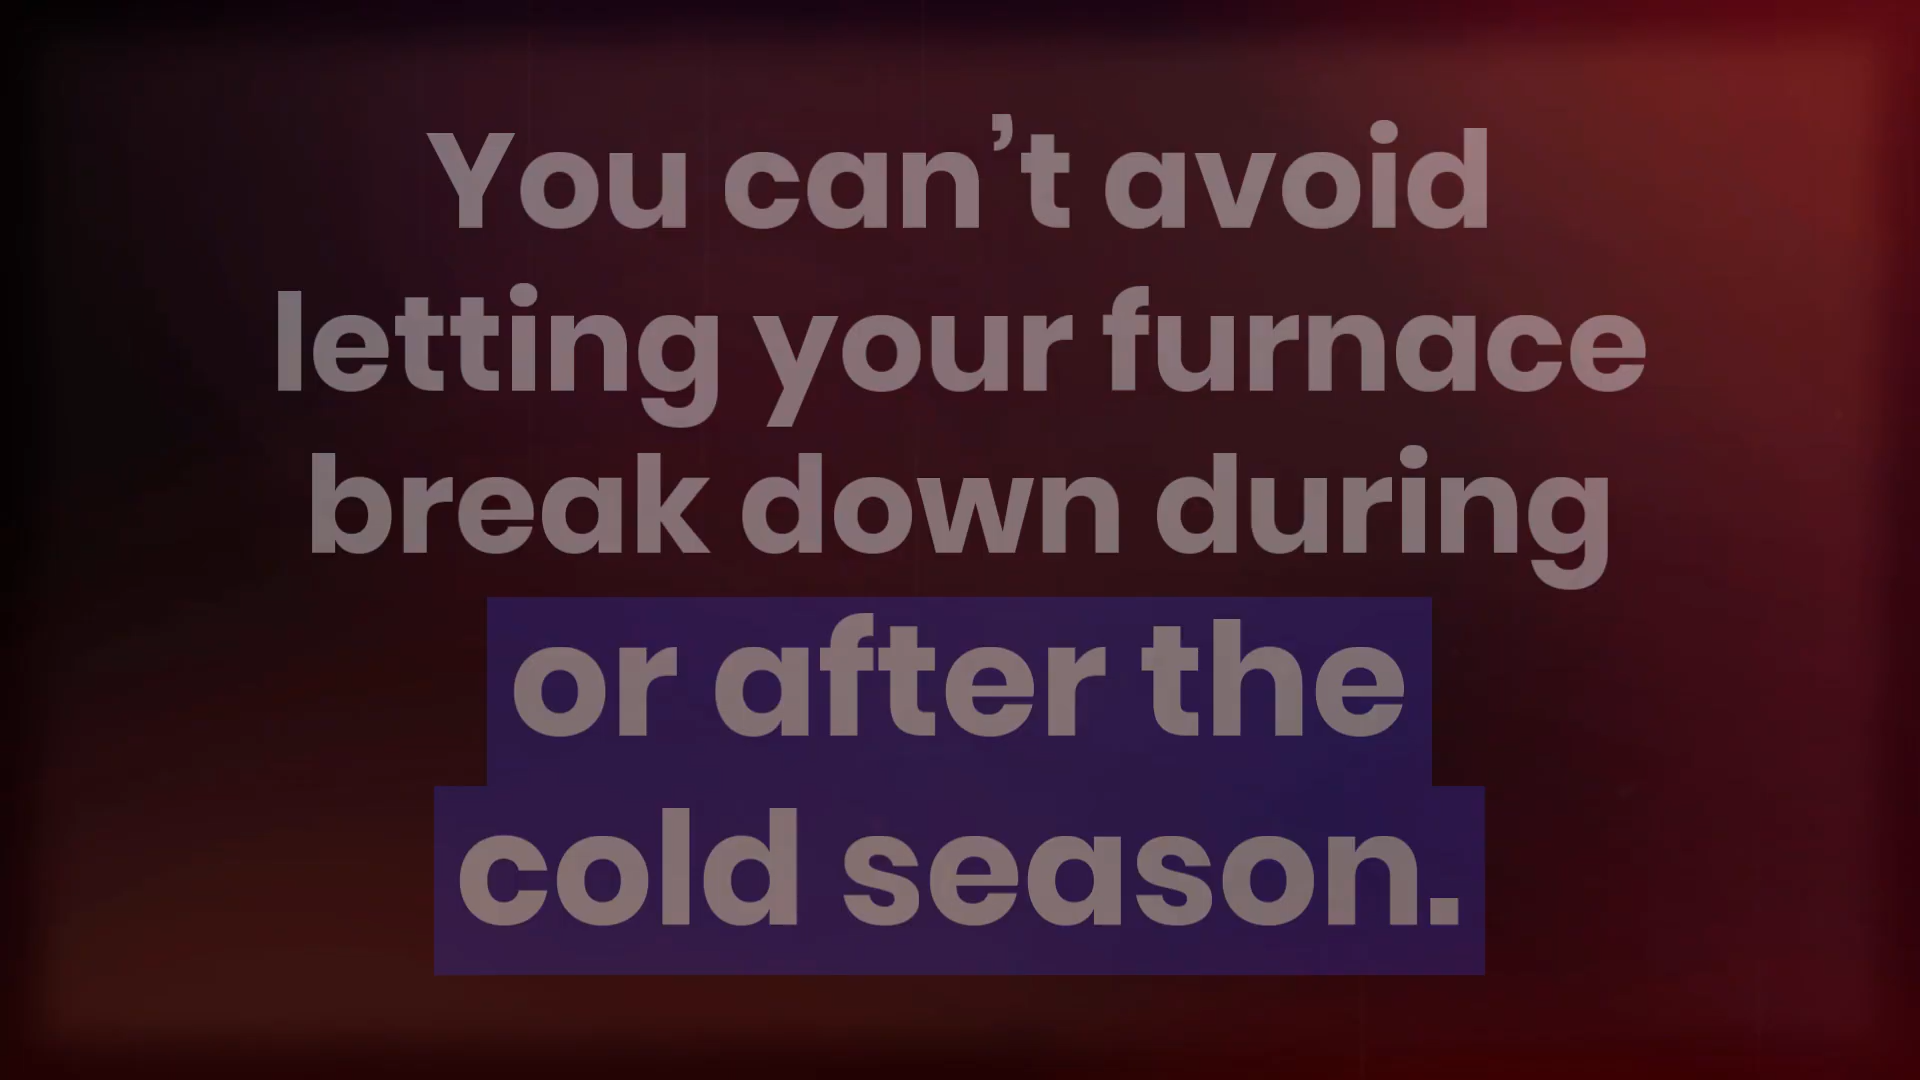 You can’t avoid
letting your furnace
break down during
or after the
cold season.